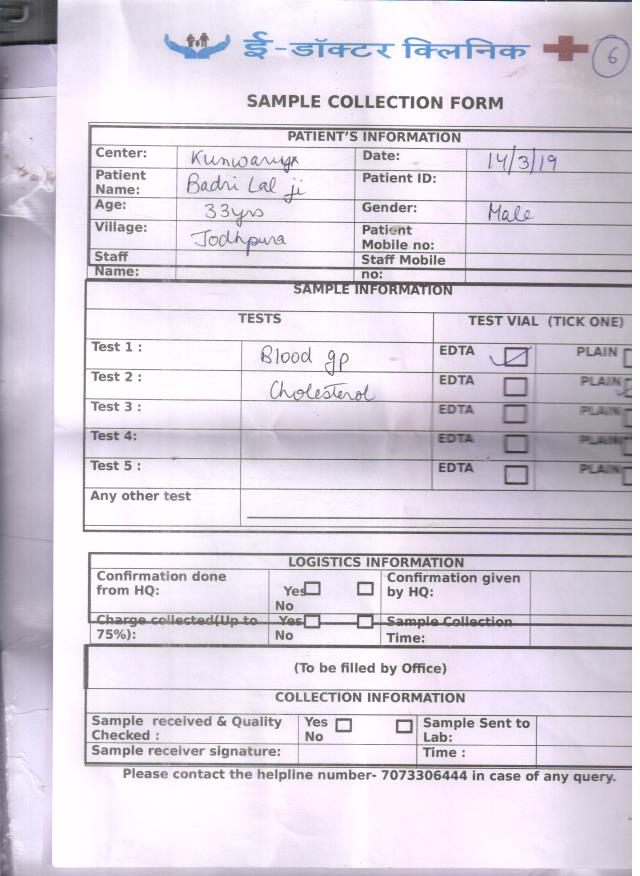 ई-डॉक्टर क्लिनिक
6
SAMPLE COLLECTION FORM
PATIENT'S INFORMATION
Center: Date: 14/3/19
Patient Name: Badri Lal ji Patient ID:
Age: 33yrs Gender: Male
Village: Jodhpura Patient Mobile no:
Staff Name: Staff Mobile no:
SAMPLE INFORMATION
TESTS TEST VIAL (TICK ONE)
Test 1 : Blood gp EDTA PLAIN
Test 2 : Cholesterol EDTA PLAIN
Test 3 : EDTA PLAIN
Test 4: EDTA PLAIN
Test 5 : EDTA PLAIN
Any other test
LOGISTICS INFORMATION
Confirmation done from HQ: Yes No Confirmation given by HQ:
Charge collected(Up to 75%): Yes No Sample Collection Time:
(To be filled by Office)
COLLECTION INFORMATION
Sample received & Quality Checked : Yes No Sample Sent to Lab:
Sample receiver signature: Time :
Please contact the helpline number- 7073306444 in case of any query.